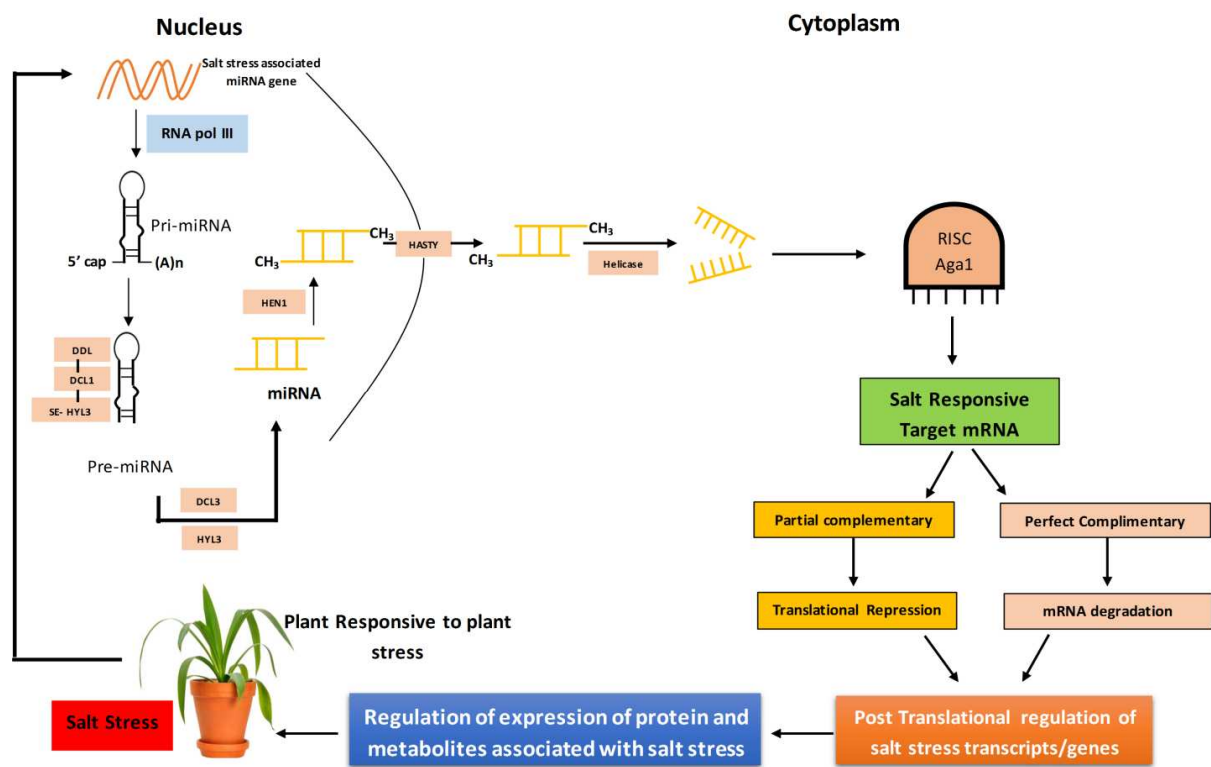 Nucleus
Cytoplasm
Salt stress associated
miRNA gene
RNA pol III
Pri-miRNA
5' cap
(A)n
DDL
DCL1
SE- HYL3
Pre-miRNA
DCL3
HYL3
miRNA
HEN1
CH3
CH3
HASTY
CH3
CH3
Helicase
RISC
Aga1
Salt Responsive
Target mRNA
Partial complementary
Perfect Complimentary
Translational Repression
mRNA degradation
Post Translational regulation of
salt stress transcripts/genes
Regulation of expression of protein and
metabolites associated with salt stress
Plant Responsive to plant
stress
Salt Stress